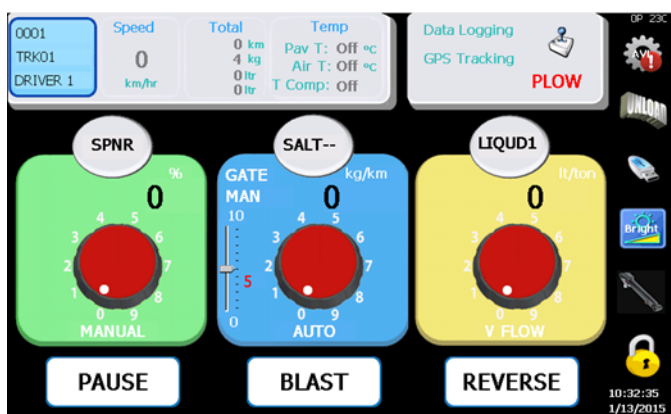 0001
TRK01
DRIVER 1
Speed
0
km/hr
Total
0 km
4 kg
0 ltr
0 ltr
Temp
Pav T: Off ºc
Air T: Off ºc
T Comp: Off
Data Logging
GPS Tracking
PLOW
OP 23C
AVL
UNLOAD
Bright
10:32:35
1/13/2015
SPNR
%
0
0 1 2 3 4 5 6 7 8 9
MANUAL
SALT--
GATE
MAN
kg/km
0
10
5
0
0 1 2 3 4 5 6 7 8 9
AUTO
LIQUD1
lt/ton
0
0 1 2 3 4 5 6 7 8 9
V FLOW
PAUSE
BLAST
REVERSE